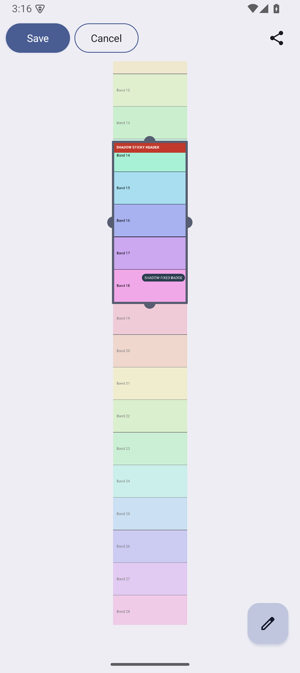 3:16
Save
Cancel
Band 12
Band 13
SHADOW STICKY HEADER
Band 14
Band 15
Band 16
Band 17
SHADOW FIXED BADGE
Band 18
Band 19
Band 20
Band 21
Band 22
Band 23
Band 24
Band 25
Band 26
Band 27
Band 28